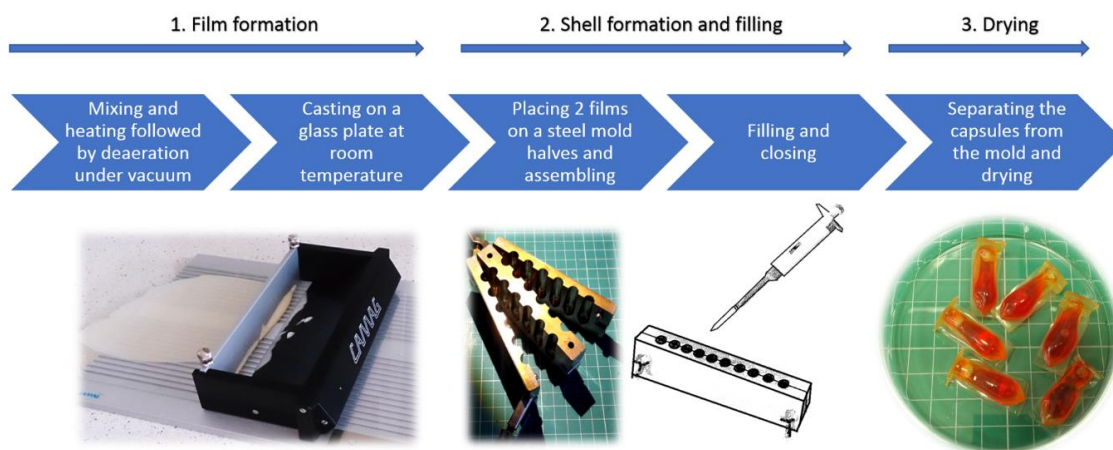 1. Film formation
2. Shell formation and filling
3. Drying
Mixing and
heating followed
by deaeration
under vacuum
Casting on a
glass plate at
room
temperature
Placing 2 films
on a steel mold
halves and
assembling
Filling and
closing
Separating the
capsules from
the mold and
drying
CAMAG